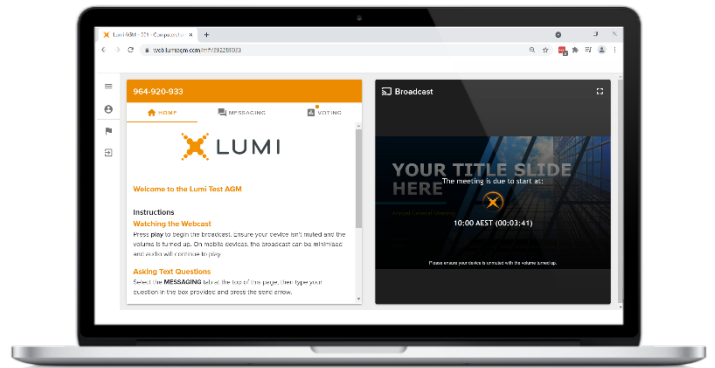 964-920-933
HOME
MESSAGING
VOTING
LUMI
Welcome to the Lumi Test AGM
Instructions
Watching the Webcast
Press play to begin the broadcast. Ensure your device isn't muted and the
volume is turned up. On mobile devices, the broadcast can be minimised
and audio will continue to play.
Asking Text Questions
Select the MESSAGING tab at the top of this page, then type your
question in the box provided and press the send arrow.
Broadcast
YOUR TITLE SLIDE
HERE
The meeting is due to start at:
10:00 AEST (00:03:41)
Please ensure your device is unmuted with the volume turned up.